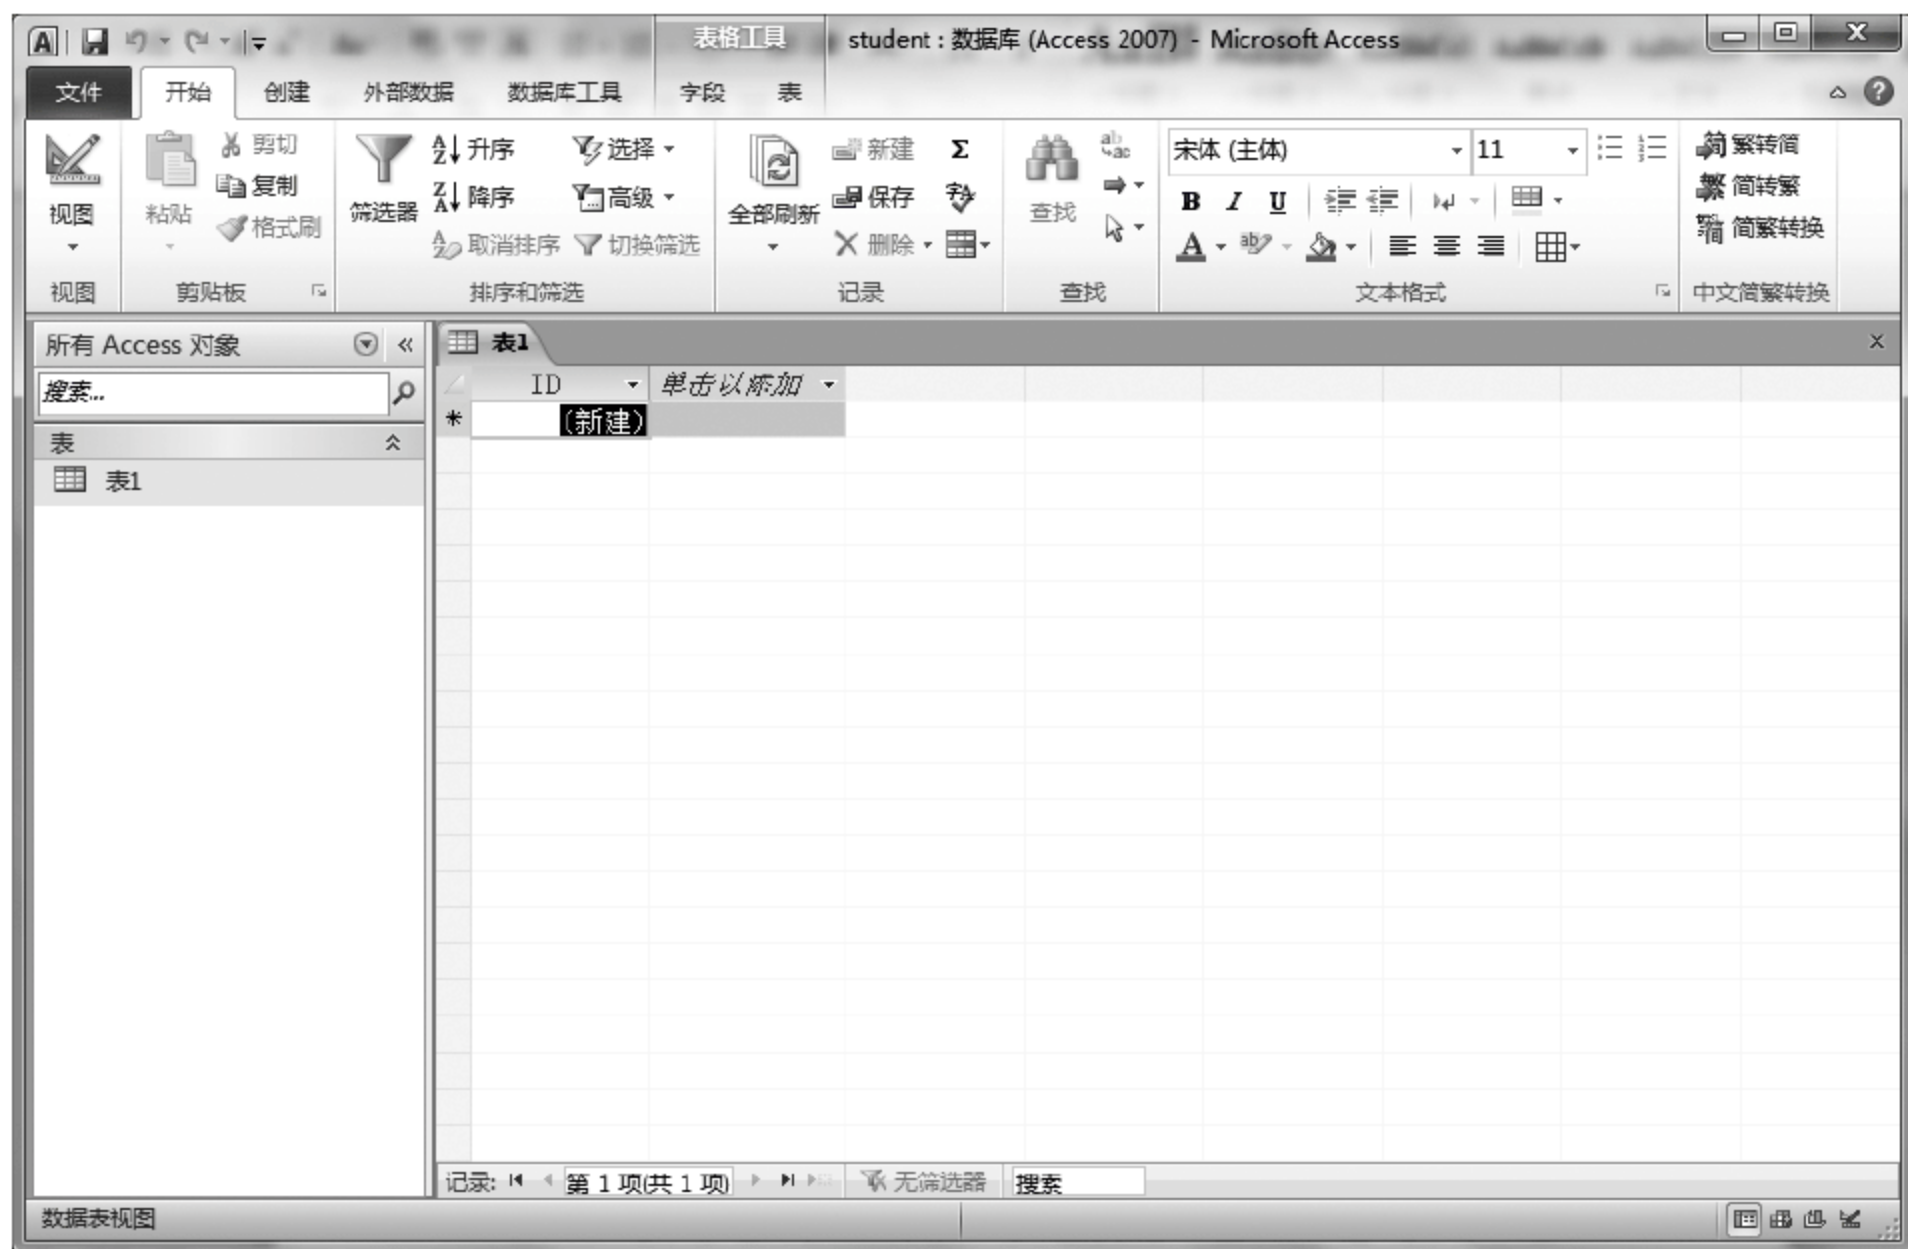 表格工具
student : 数据库 (Access 2007) - Microsoft Access
文件 开始 创建 外部数据 数据库工具 字段 表
视图
粘贴
剪切
复制
格式刷
筛选器
升序
降序
取消排序
选择
高级
切换筛选
全部刷新
新建
保存
删除
查找
宋体 (主体) 11
B I U
A
繁转简
简转繁
简繁转换
视图 剪贴板 排序和筛选 记录 查找 文本格式 中文简繁转换
所有 Access 对象
搜索...
表
表1
表1
ID 单击以添加
* (新建)
记录: 第 1 项(共 1 项) 无筛选器 搜索
数据表视图